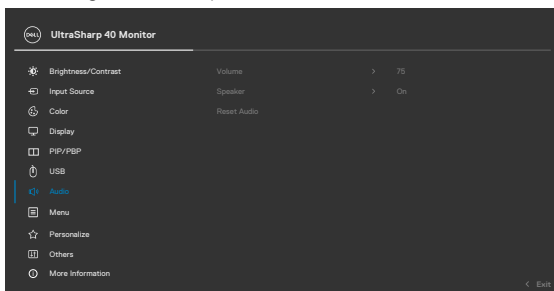 DELL UltraSharp 40 Monitor
Brightness/Contrast Volume > 75
Input Source Speaker > On
Color Reset Audio
Display
PIP/PBP
USB
Audio
Menu
Personalize
Others
More Information
< Exit